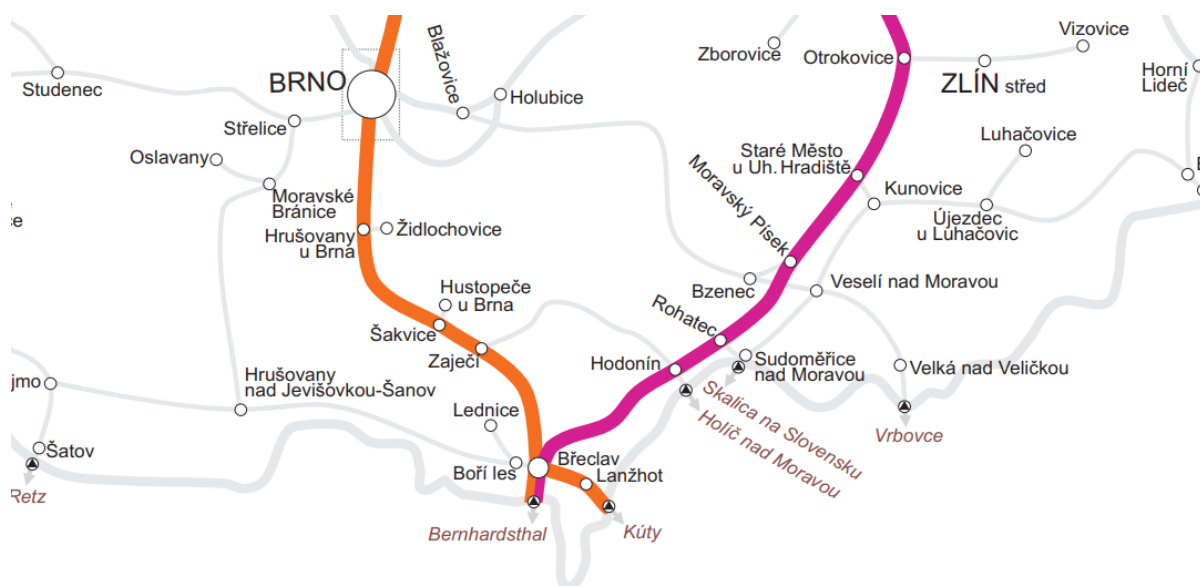 Studenec
BRNO
Blažovice
Holubice
Zborovice
Otrokovice
Vizovice
ZLÍN střed
Horní
Lideč
Střelice
Oslavany
Moravské
Bránice
Luhačovice
Staré Město
u Uh. Hradiště
Kunovice
Moravský Písek
Újezdec
u Luhačovic
Hrušovany
u Brna
Židlochovice
Hustopeče
u Brna
Šakvice
Zaječí
Bzenec
Veselí nad Moravou
Rohatec
Hodonín
Sudoměřice
nad Moravou
Velká nad Veličkou
Hrušovany
nad Jevišovkou-Šanov
jmo
Lednice
Skalica na Slovensku
Holíč nad Moravou
Vrbovce
Šatov
Retz
Boří les
Břeclav
Lanžhot
Bernhardsthal
Kúty